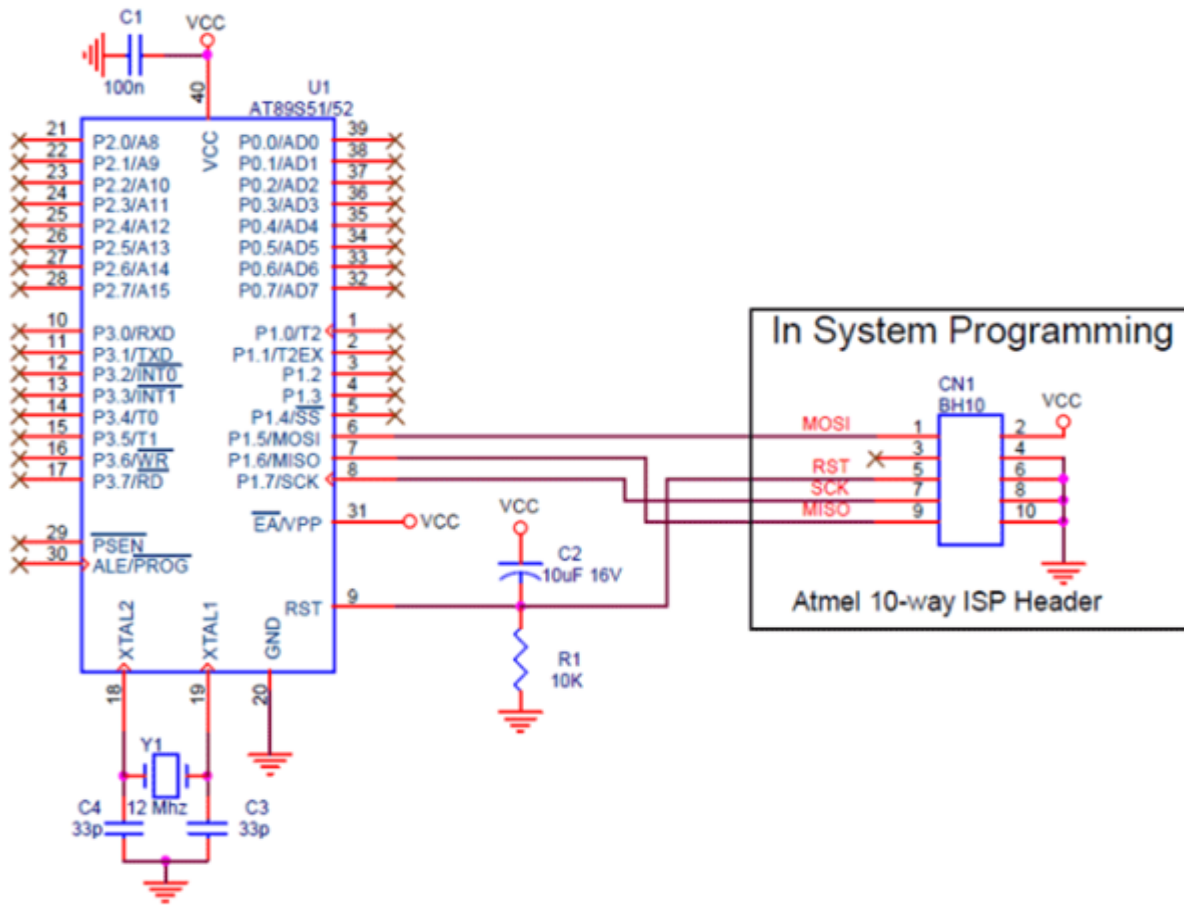 C1
VCC
100n
40
U1
AT89S51/52
VCC
21 P2.0/A8
22 P2.1/A9
23 P2.2/A10
24 P2.3/A11
25 P2.4/A12
26 P2.5/A13
27 P2.6/A14
28 P2.7/A15
10 P3.0/RXD
11 P3.1/TXD
12 P3.2/INT0
13 P3.3/INT1
14 P3.4/T0
15 P3.5/T1
16 P3.6/WR
17 P3.7/RD
29 PSEN
30 ALE/PROG
P0.0/AD0 39
P0.1/AD1 38
P0.2/AD2 37
P0.3/AD3 36
P0.4/AD4 35
P0.5/AD5 34
P0.6/AD6 33
P0.7/AD7 32
P1.0/T2 1
P1.1/T2EX 2
P1.2 3
P1.3 4
P1.4/SS 5
P1.5/MOSI 6
P1.6/MISO 7
P1.7/SCK 8
EA/VPP 31 VCC
RST 9
XTAL2
XTAL1
GND
18
19
20
Y1
12 Mhz
C4
33p
C3
33p
VCC
C2
10uF 16V
R1
10K
In System Programming
CN1
BH10
VCC
MOSI 1 2
3 4
RST 5 6
SCK 7 8
MISO 9 10
Atmel 10-way ISP Header